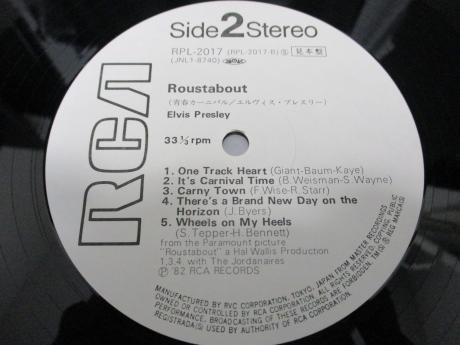 Side 2 Stereo
RPL-2017 (RPL-2017-B) Ⓢ 見本盤
(JNL1-8740)
Roustabout
(青春カーニバル/エルヴィス・プレスリー)
Elvis Presley
33⅓ rpm
RCA
1. One Track Heart (Giant-Baum-Kaye)
2. It's Carnival Time (B. Weisman-S. Wayne)
3. Carny Town (F. Wise-R. Starr)
4. There's a Brand New Day on the
Horizon (J. Byers)
5. Wheels on My Heels
(S. Tepper-H. Bennett)
from the Paramount picture
"Roustabout" a Hal Wallis Production
1,3,4 with The Jordanaires
Ⓟ '82 RCA RECORDS
MANUFACTURED BY RVC CORPORATION, TOKYO, JAPAN FROM MASTER RECORDINGS
OWNED OR CONTROLLED BY RCA CORPORATION. ALL RIGHTS RESERVED. COPYING, PUBLIC
PERFORMANCE, BROADCASTING OF THESE RECORDS ARE FORBIDDEN. TM(S) ® REG MARCA(S)
REGISTRADA(S) USED BY AUTHORITY OF RCA CORPORATION.